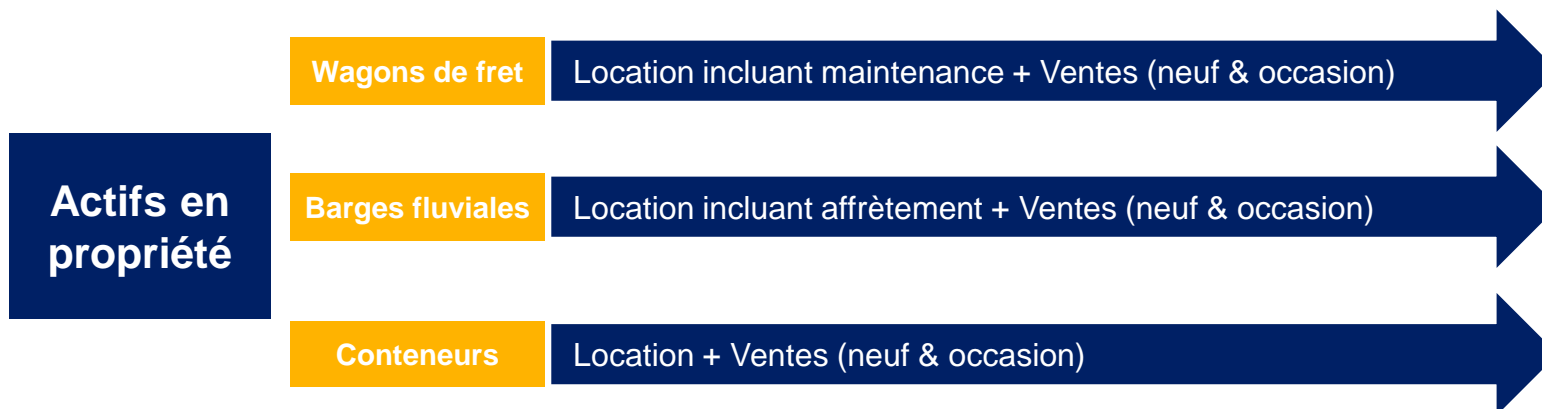 Wagons de fret
Location incluant maintenance + Ventes (neuf & occasion)
Actifs en
propriété
Barges fluviales
Location incluant affrètement + Ventes (neuf & occasion)
Conteneurs
Location + Ventes (neuf & occasion)